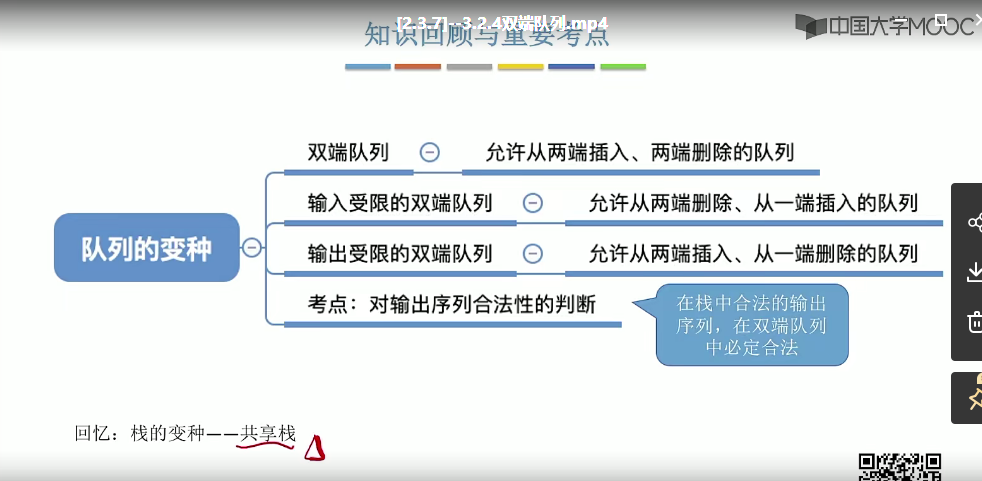 [2.3.7]--3.2.4双端队列.mp4
中国大学MOOC
知识回顾与重要考点
双端队列
允许从两端插入、两端删除的队列
输入受限的双端队列
允许从两端删除、从一端插入的队列
队列的变种
输出受限的双端队列
允许从两端插入、从一端删除的队列
考点：对输出序列合法性的判断
在栈中合法的输出
序列，在双端队列
中必定合法
回忆：栈的变种——共享栈